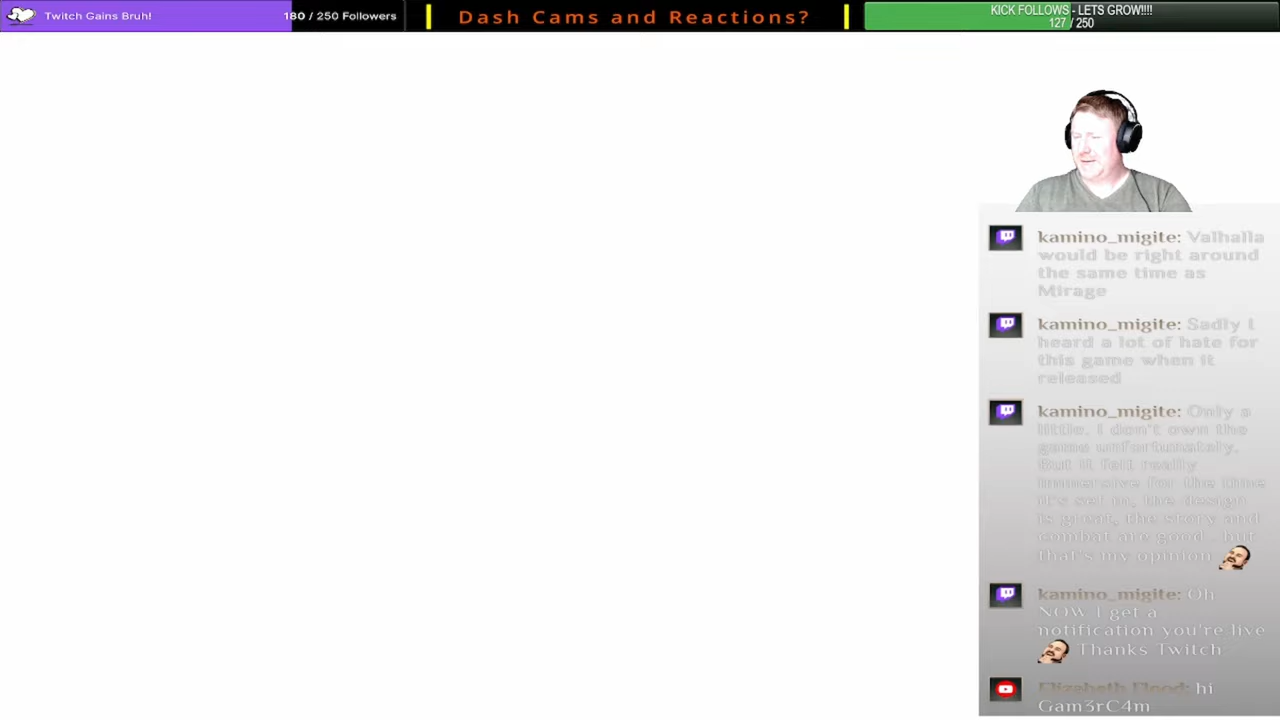 Twitch Gains Bruh!
180 / 250 Followers
Dash Cams and Reactions?
KICK FOLLOWS - LETS GROW!!!!
127 / 250
kamino_migite: Valhalla
would be right around
the same time as
Mirage
kamino_migite: Sadly I
heard a lot of hate for
this game when it
released
kamino_migite: Only a
little. I don't own the
game unfortunately.
But it felt really
immersive for the time
it's set in, the design
is great, the story and
combat are good...but
that's my opinion
kamino_migite: Oh
NOW I get a
notification you're live
Thanks Twitch
Elizabeth Flood: hi
Gam3rC4m